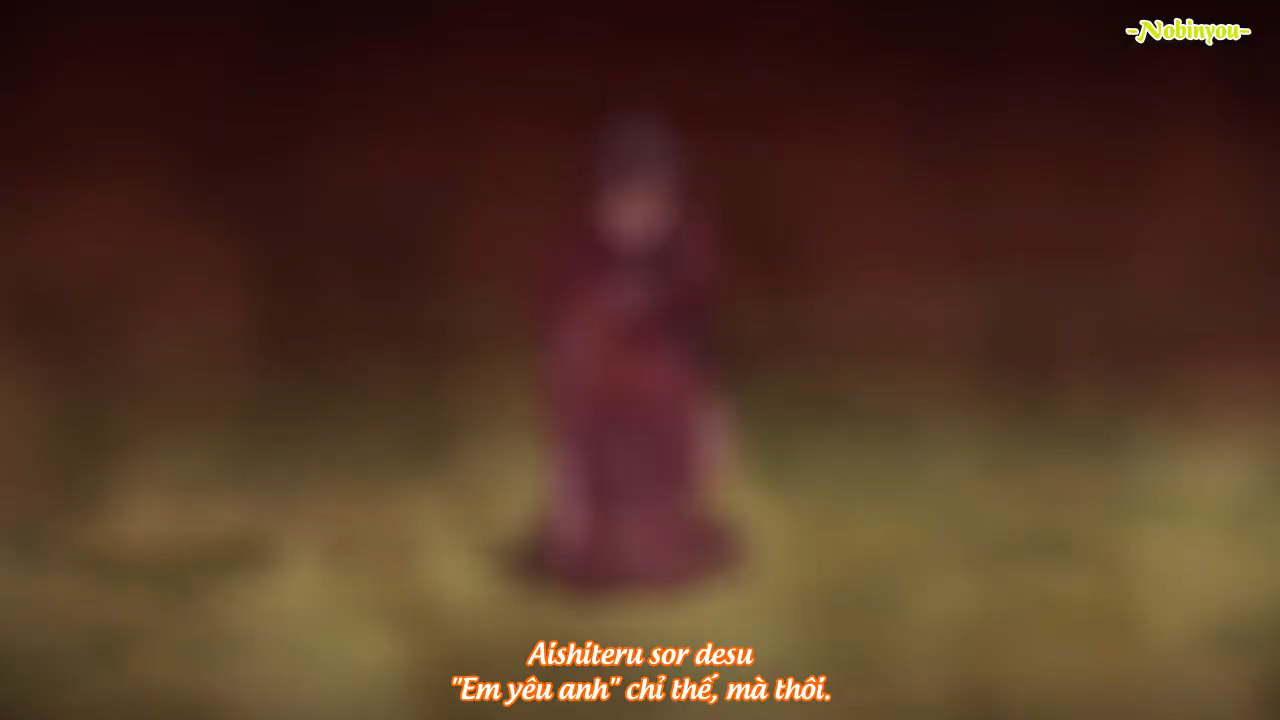 -Nobinyou-
Aishiteru sor desu
"Em yêu anh" chỉ thế, mà thôi.